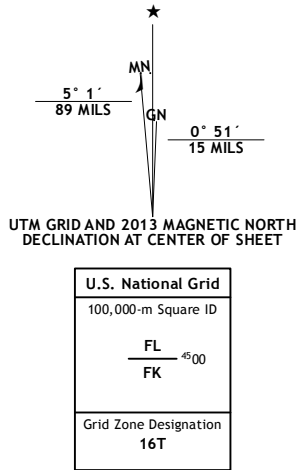 ★
MN
GN
5° 1´
89 MILS
0° 51´
15 MILS
UTM GRID AND 2013 MAGNETIC NORTH
DECLINATION AT CENTER OF SHEET
U.S. National Grid
100,000-m Square ID
FL
4500
FK
Grid Zone Designation
16T